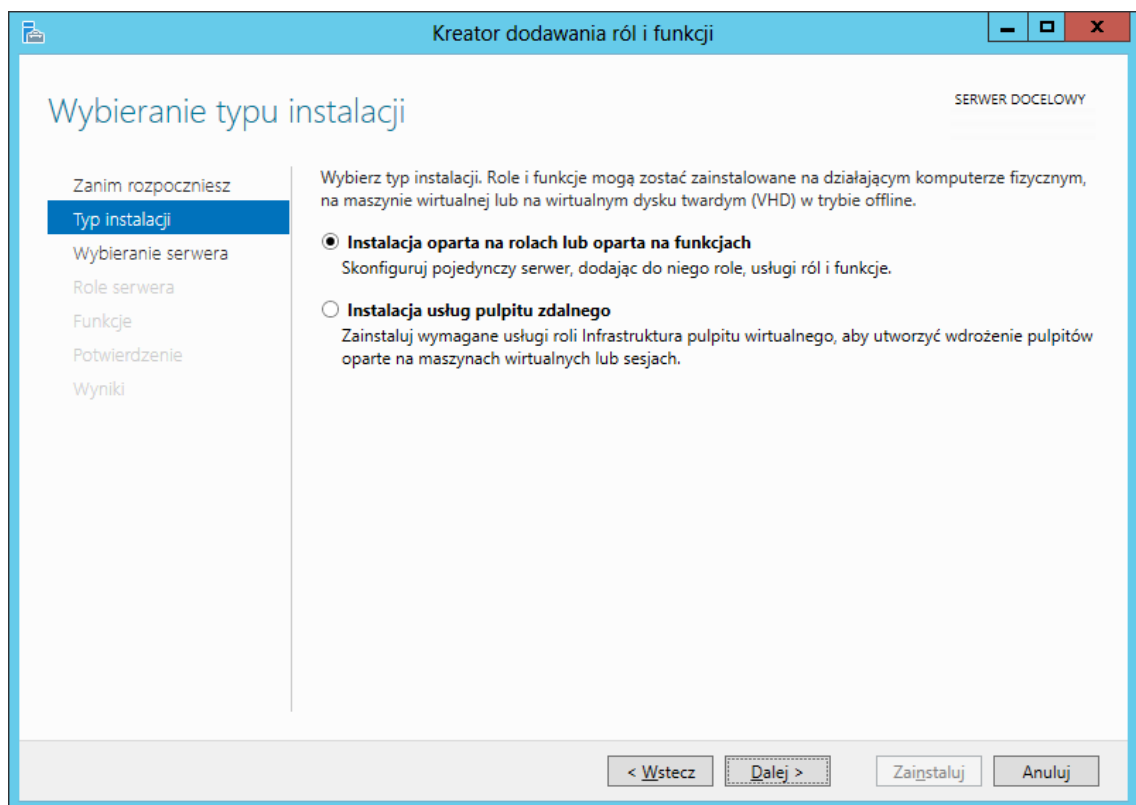 Kreator dodawania ról i funkcji
Wybieranie typu instalacji
SERWER DOCELOWY
Zanim rozpoczniesz
Typ instalacji
Wybieranie serwera
Role serwera
Funkcje
Potwierdzenie
Wyniki
Wybierz typ instalacji. Role i funkcje mogą zostać zainstalowane na działającym komputerze fizycznym,
na maszynie wirtualnej lub na wirtualnym dysku twardym (VHD) w trybie offline.
Instalacja oparta na rolach lub oparta na funkcjach
Skonfiguruj pojedynczy serwer, dodając do niego role, usługi ról i funkcje.
Instalacja usług pulpitu zdalnego
Zainstaluj wymagane usługi roli Infrastruktura pulpitu wirtualnego, aby utworzyć wdrożenie pulpitów
oparte na maszynach wirtualnych lub sesjach.
< Wstecz
Dalej >
Zainstaluj
Anuluj